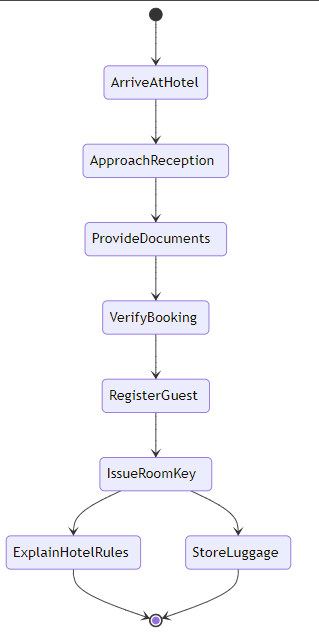 ArriveAtHotel
ApproachReception
ProvideDocuments
VerifyBooking
RegisterGuest
IssueRoomKey
ExplainHotelRules
StoreLuggage